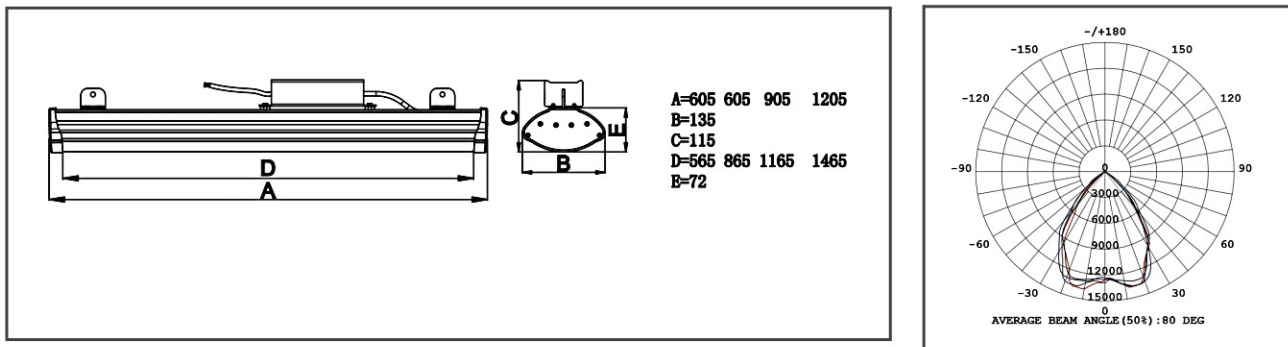 C
E
D
B
A
A=605 605 905 1205
B=135
C=115
D=565 865 1165 1465
E=72
-/+180
-150
150
-120
120
-90
0
90
3000
-60
6000
60
9000
12000
-30
15000
30
0
AVERAGE BEAM ANGLE(50%):80 DEG